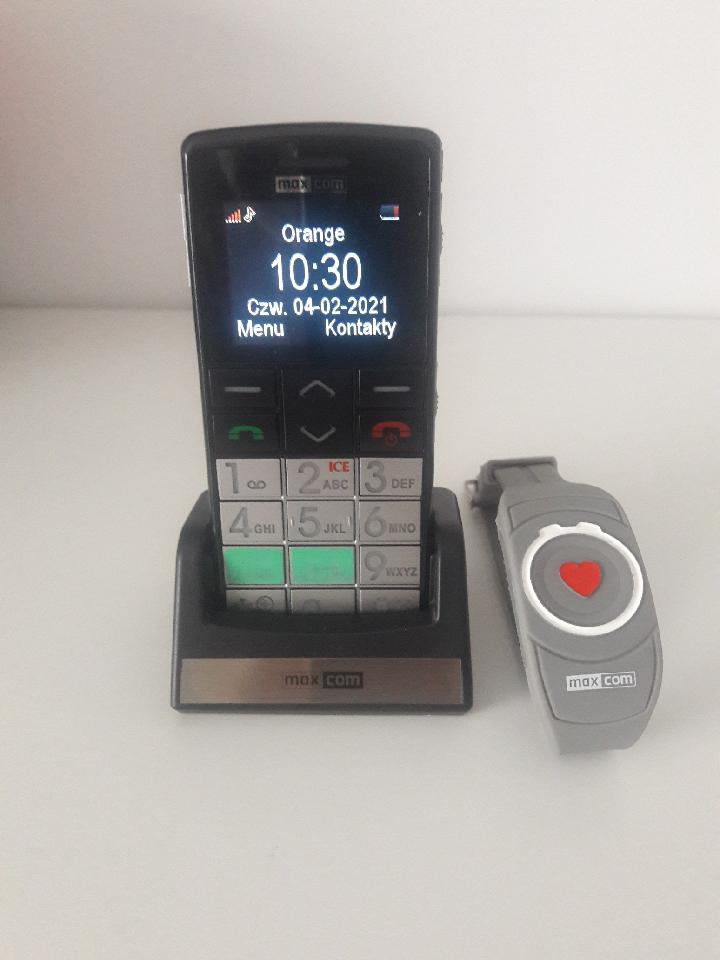 maxcom
Orange
10:30
Czw. 04-02-2021
Menu Kontakty
1 2 ICE ABC 3 DEF
4 GHI 5 JKL 6 MNO
9 WXYZ
maxcom
maxcom